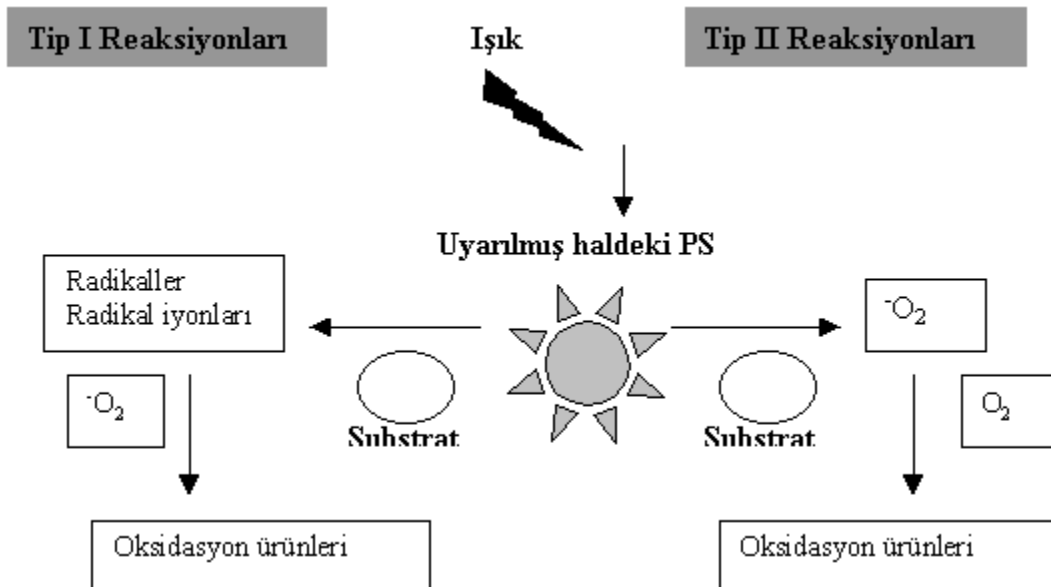 Tip I Reaksiyonları
Işık
Tip II Reaksiyonları
Uyarılmış haldeki PS
Radikaller
Radikal iyonları
⁻O₂
⁻O₂
O₂
Substrat
Substrat
Oksidasyon ürünleri
Oksidasyon ürünleri